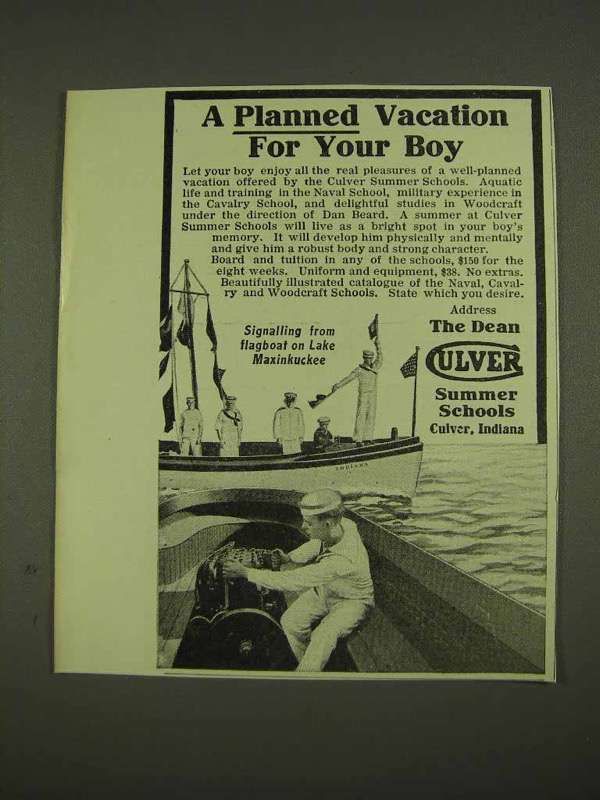 A Planned Vacation
For Your Boy
Let your boy enjoy all the real pleasures of a well-planned
vacation offered by the Culver Summer Schools. Aquatic
life and training in the Naval School, military experience in
the Cavalry School, and delightful studies in Woodcraft
under the direction of Dan Beard. A summer at Culver
Summer Schools will live as a bright spot in your boy's
memory. It will develop him physically and mentally
and give him a robust body and strong character.
Board and tuition in any of the schools, $150 for the
eight weeks. Uniform and equipment, $38. No extras.
Beautifully illustrated catalogue of the Naval, Caval-
ry and Woodcraft Schools. State which you desire.
Address
The Dean
CULVER
Summer
Schools
Culver, Indiana
Signalling from
flagboat on Lake
Maxinkuckee
INDIANA